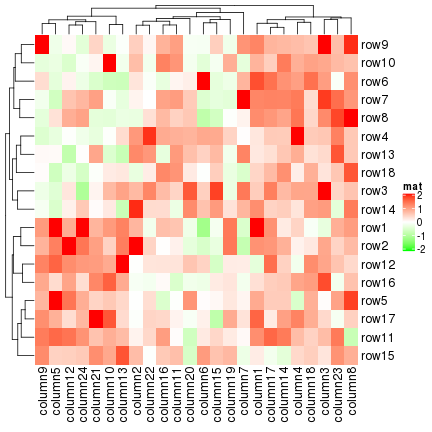 row9
row10
row6
row7
row8
row4
row13
row18
row3
row14
row1
row2
row12
row16
row5
row17
row11
row15
mat
2
1
0
-1
-2
column9
column5
column12
column24
column21
column10
column13
column2
column22
column16
column11
column20
column6
column15
column19
column7
column1
column17
column14
column4
column18
column3
column23
column8